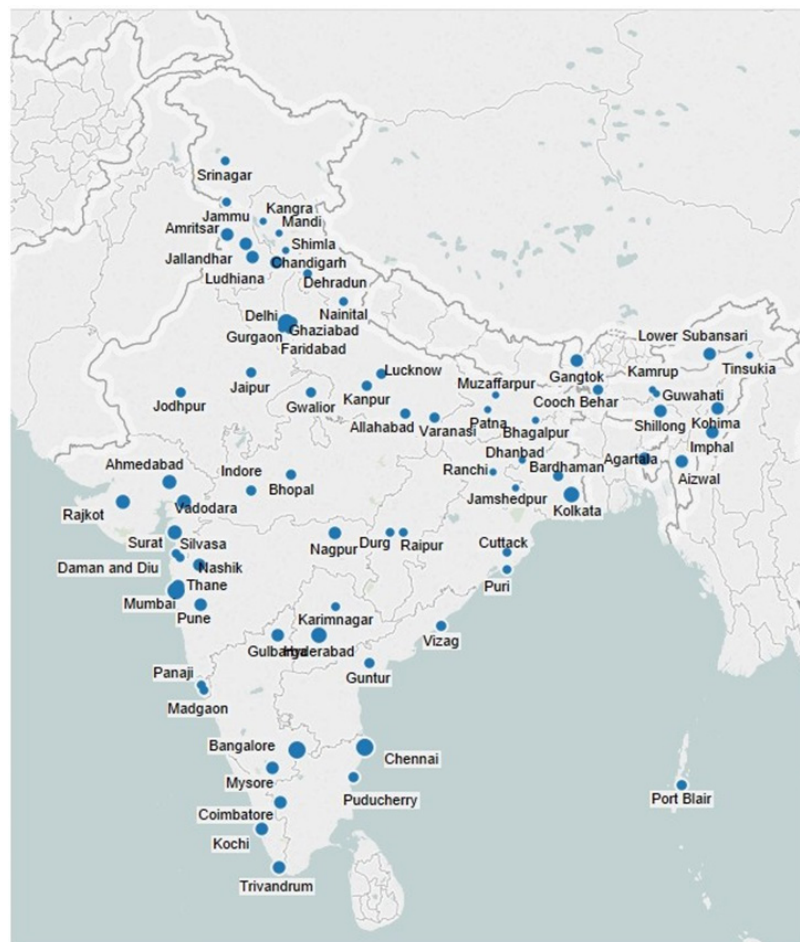 Srinagar
Jammu
Kangra
Mandi
Amritsar
Shimla
Jallandhar
Chandigarh
Ludhiana
Dehradun
Delhi
Nainital
Gurgaon
Ghaziabad
Faridabad
Lower Subansari
Jaipur
Lucknow
Gangtok
Kamrup
Tinsukia
Jodhpur
Gwalior
Kanpur
Muzaffarpur
Cooch Behar
Guwahati
Allahabad
Varanasi
Patna
Bhagalpur
Shillong
Kohima
Imphal
Ahmedabad
Indore
Bhopal
Dhanbad
Ranchi
Bardhaman
Agartala
Aizwal
Rajkot
Vadodara
Jamshedpur
Kolkata
Surat
Silvasa
Nagpur
Durg
Raipur
Cuttack
Daman and Diu
Nashik
Puri
Thane
Mumbai
Pune
Karimnagar
Vizag
Gulbarga
Hyderabad
Panaji
Guntur
Madgaon
Bangalore
Chennai
Mysore
Puducherry
Port Blair
Coimbatore
Kochi
Trivandrum